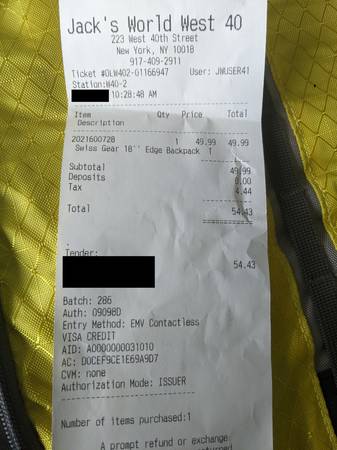 Jack's World West 40
223 West 40th Street
New York, NY 10018
917-409-2911
Ticket #OLW402-01166947 User: JWUSER41
Station:W40-2
10:28:48 AM
Item Qty Price Total
Description
2021600728 1 49.99 49.99
Swiss Gear 18'' Edge Backpack 1
Subtotal 49.99
Deposits 0.00
Tax 4.44
Total 54.43
Tender:
54.43
Batch: 286
Auth: 09098D
Entry Method: EMV Contactless
VISA CREDIT
AID: A0000000031010
AC: D0CEF9CE1E69A9D7
CVM: none
Authorization Mode: ISSUER
Number of items purchased:1
A prompt refund or exchange